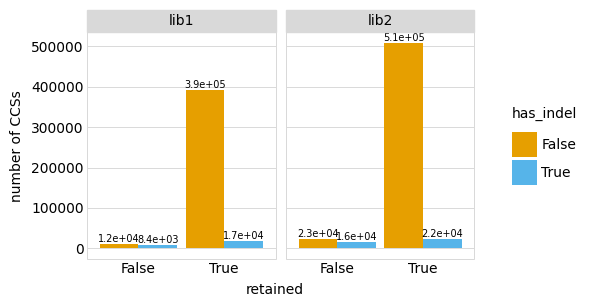 lib1
lib2
number of CCSs
500000
400000
300000
200000
100000
0
1.2e+04
8.4e+03
3.9e+05
1.7e+04
2.3e+04
1.6e+04
5.1e+05
2.2e+04
False
True
False
True
retained
has_indel
False
True